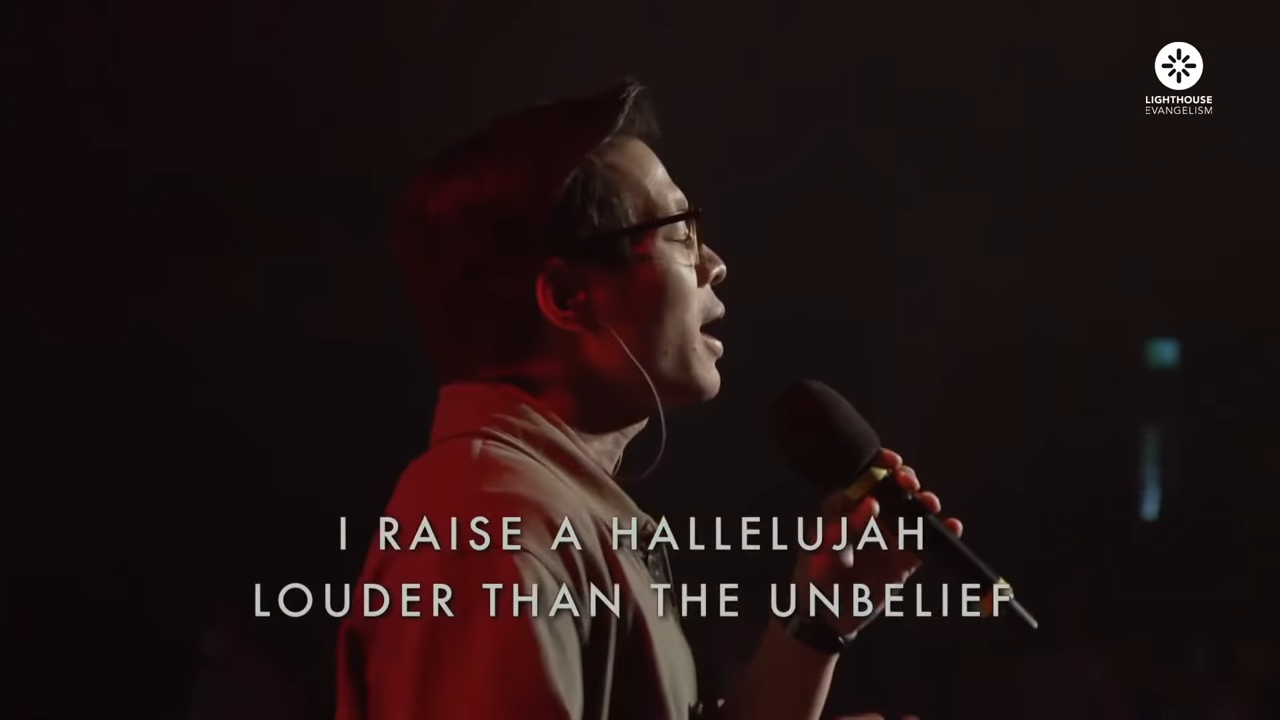 LIGHTHOUSE
EVANGELISM
I RAISE A HALLELUJAH
LOUDER THAN THE UNBELIEF